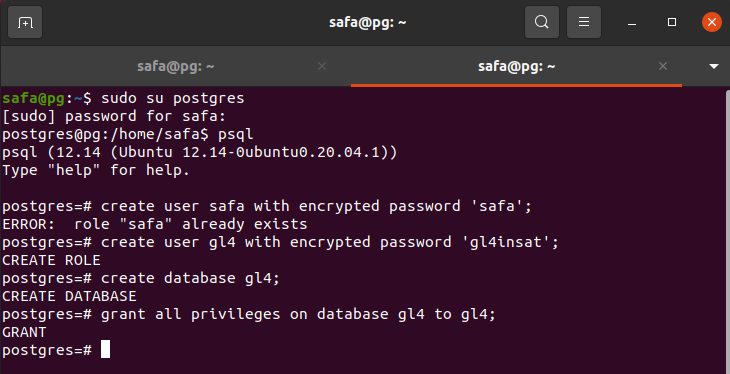 safa@pg: ~
safa@pg: ~
safa@pg: ~
safa@pg:~$ sudo su postgres
[sudo] password for safa:
postgres@pg:/home/safa$ psql
psql (12.14 (Ubuntu 12.14-0ubuntu0.20.04.1))
Type "help" for help.
postgres=# create user safa with encrypted password 'safa';
ERROR:  role "safa" already exists
postgres=# create user gl4 with encrypted password 'gl4insat';
CREATE ROLE
postgres=# create database gl4;
CREATE DATABASE
postgres=# grant all privileges on database gl4 to gl4;
GRANT
postgres=#